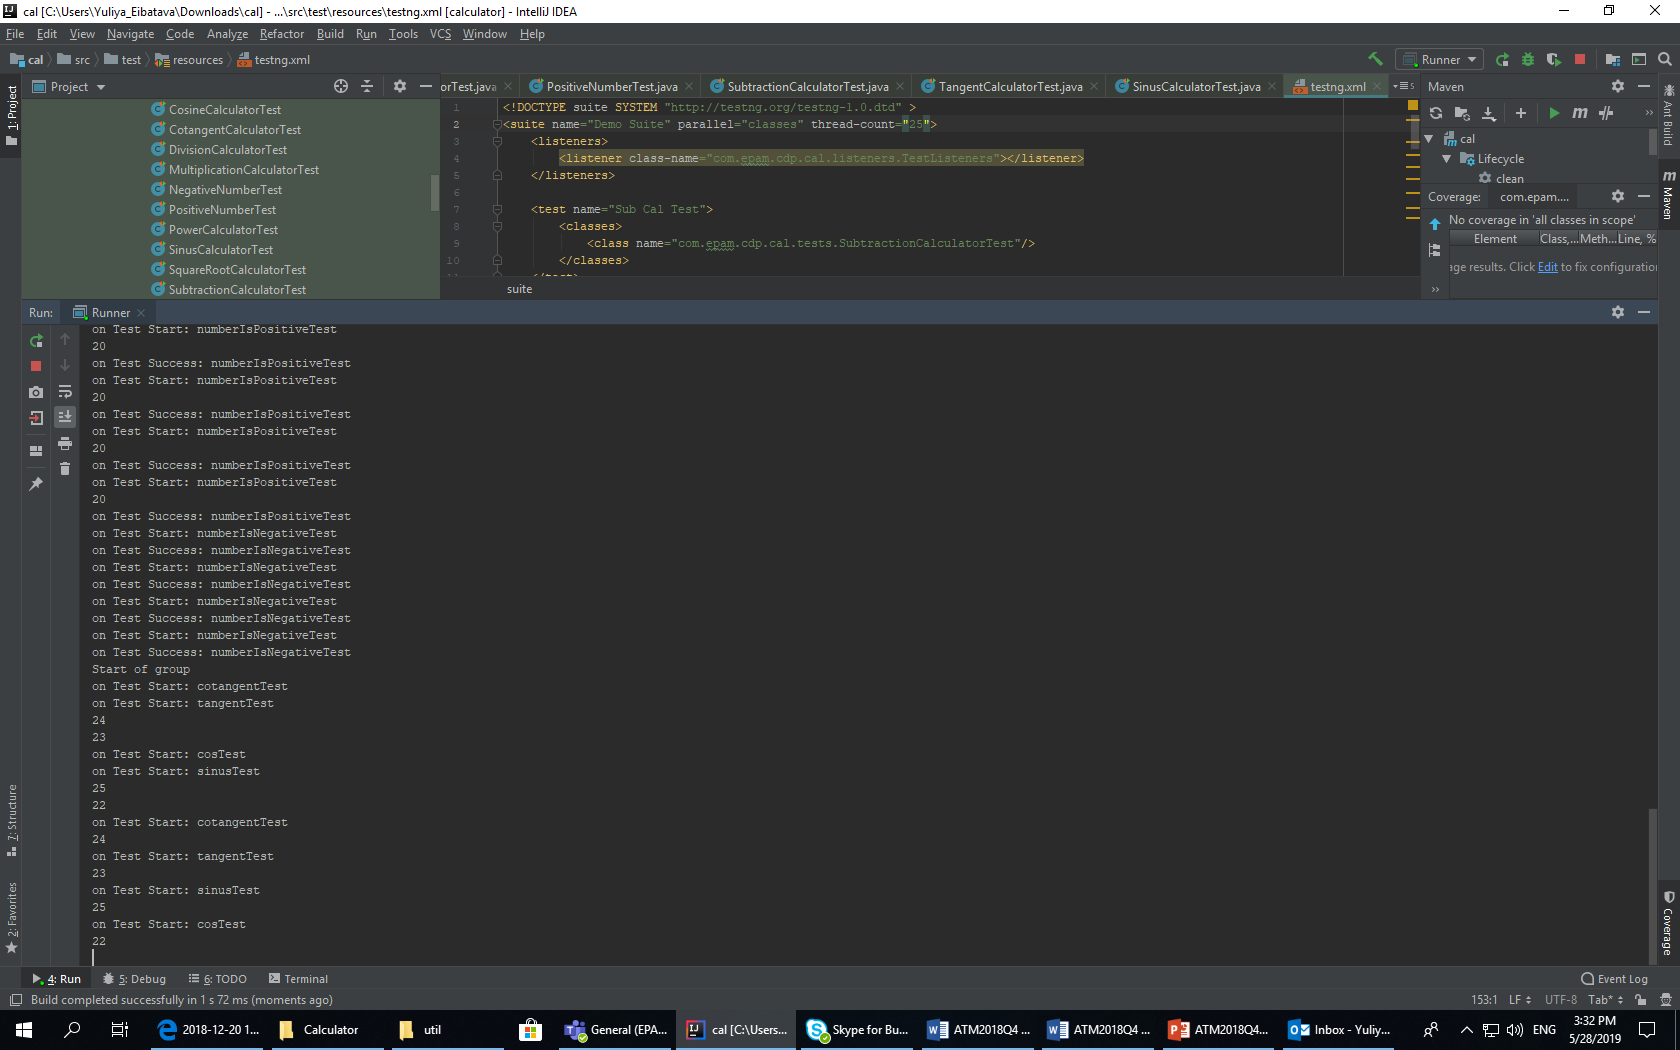 cal [C:\Users\Yuliya_Eibatava\Downloads\cal] - ...\src\test\resources\testng.xml [calculator] - IntelliJ IDEA
File Edit View Navigate Code Analyze Refactor Build Run Tools VCS Window Help
cal src test resources testng.xml Runner
1: Project
Project
CosineCalculatorTest
CotangentCalculatorTest
DivisionCalculatorTest
MultiplicationCalculatorTest
NegativeNumberTest
PositiveNumberTest
PowerCalculatorTest
SinusCalculatorTest
SquareRootCalculatorTest
SubtractionCalculatorTest
orTest.java PositiveNumberTest.java SubtractionCalculatorTest.java TangentCalculatorTest.java SinusCalculatorTest.java testng.xml
1 <!DOCTYPE suite SYSTEM "http://testng.org/testng-1.0.dtd" >
2 <suite name="Demo Suite" parallel="classes" thread-count="25">
3 <listeners>
4 <listener class-name="com.epam.cdp.cal.listeners.TestListeners"></listener>
5 </listeners>
6
7 <test name="Sub Cal Test">
8 <classes>
9 <class name="com.epam.cdp.cal.tests.SubtractionCalculatorTest"/>
10 </classes>
suite
Maven
cal
Lifecycle
clean
Coverage: com.epam....
No coverage in 'all classes in scope'
Element Class,... Meth... Line, %
age results. Click Edit to fix configuration
Ant Build
Maven
Coverage
Run: Runner
on Test Start: numberIsPositiveTest
20
on Test Success: numberIsPositiveTest
on Test Start: numberIsPositiveTest
20
on Test Success: numberIsPositiveTest
on Test Start: numberIsPositiveTest
20
on Test Success: numberIsPositiveTest
on Test Start: numberIsPositiveTest
20
on Test Success: numberIsPositiveTest
on Test Start: numberIsNegativeTest
on Test Success: numberIsNegativeTest
on Test Start: numberIsNegativeTest
on Test Success: numberIsNegativeTest
on Test Start: numberIsNegativeTest
on Test Success: numberIsNegativeTest
on Test Start: numberIsNegativeTest
on Test Success: numberIsNegativeTest
Start of group
on Test Start: cotangentTest
on Test Start: tangentTest
24
23
on Test Start: cosTest
on Test Start: sinusTest
25
22
on Test Start: cotangentTest
24
on Test Start: tangentTest
23
on Test Start: sinusTest
25
on Test Start: cosTest
22
7: Structure
2: Favorites
4: Run 5: Debug 6: TODO Terminal Event Log
Build completed successfully in 1 s 72 ms (moments ago) 153:1 LF UTF-8 Tab*
2018-12-20 1... Calculator util General (EPA... cal [C:\Users... Skype for Bu... ATM2018Q4 ... ATM2018Q4 ... ATM2018Q4... Inbox - Yuliy... ENG 3:32 PM
5/28/2019